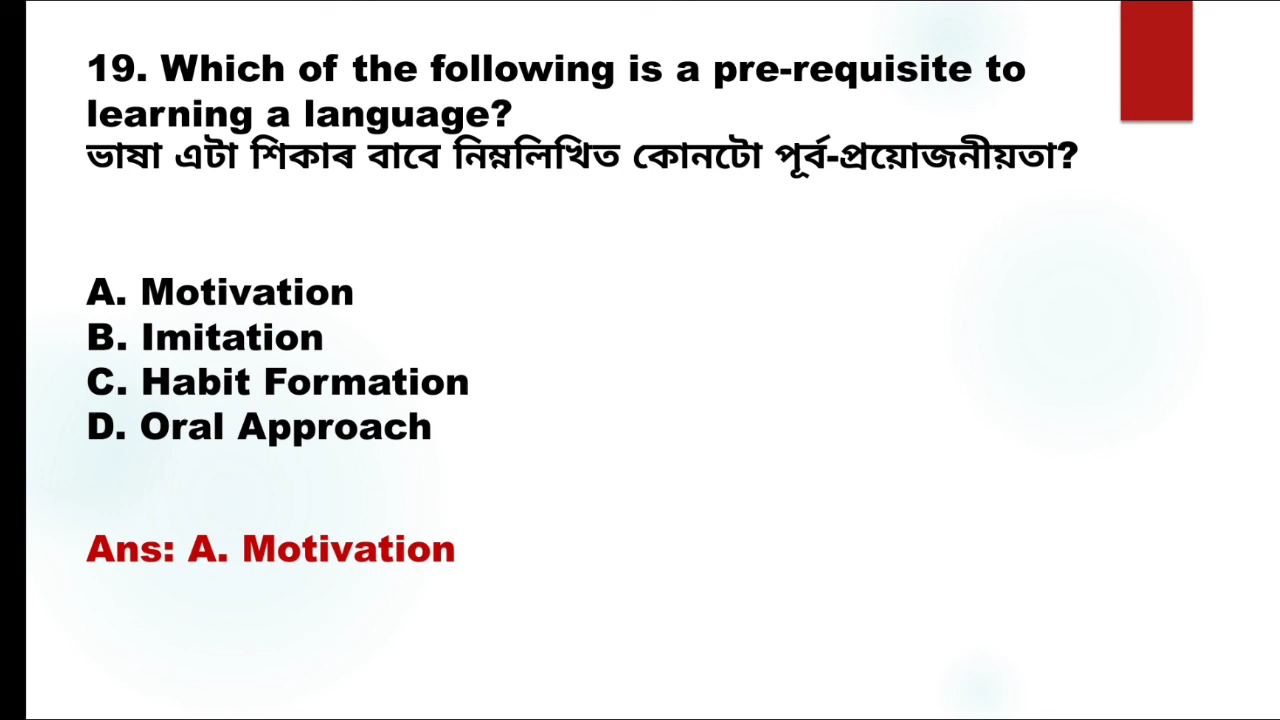 19. Which of the following is a pre-requisite to
learning a language?
ভাষা এটা শিকাৰ বাবে নিম্নলিখিত কোনটো পূৰ্ব-প্ৰয়োজনীয়তা?
A. Motivation
B. Imitation
C. Habit Formation
D. Oral Approach
Ans: A. Motivation